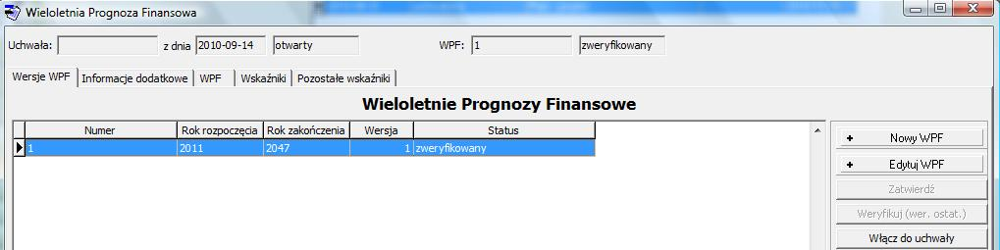 Wieloletnia Prognoza Finansowa
Uchwała: z dnia 2010-09-14 otwarty WPF: 1 zweryfikowany
Wersje WPF Informacje dodatkowe WPF Wskaźniki Pozostałe wskaźniki
Wieloletnie Prognozy Finansowe
Numer Rok rozpoczęcia Rok zakończenia Wersja Status
1 2011 2047 1 zweryfikowany
+ Nowy WPF
+ Edytuj WPF
Zatwierdź
Weryfikuj (wer. ostat.)
Włącz do uchwały